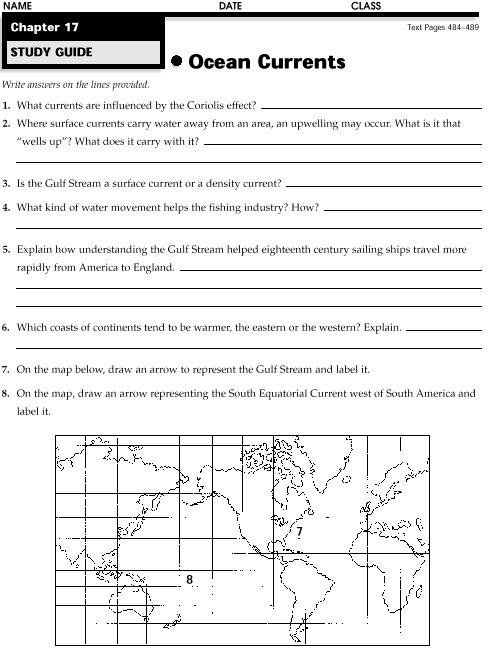 NAME DATE CLASS
Chapter 17
Text Pages 484–489
STUDY GUIDE
● Ocean Currents
Write answers on the lines provided.
1. What currents are influenced by the Coriolis effect?
2. Where surface currents carry water away from an area, an upwelling may occur. What is it that
“wells up”? What does it carry with it?
3. Is the Gulf Stream a surface current or a density current?
4. What kind of water movement helps the fishing industry? How?
5. Explain how understanding the Gulf Stream helped eighteenth century sailing ships travel more
rapidly from America to England.
6. Which coasts of continents tend to be warmer, the eastern or the western? Explain.
7. On the map below, draw an arrow to represent the Gulf Stream and label it.
8. On the map, draw an arrow representing the South Equatorial Current west of South America and
label it.
7
8